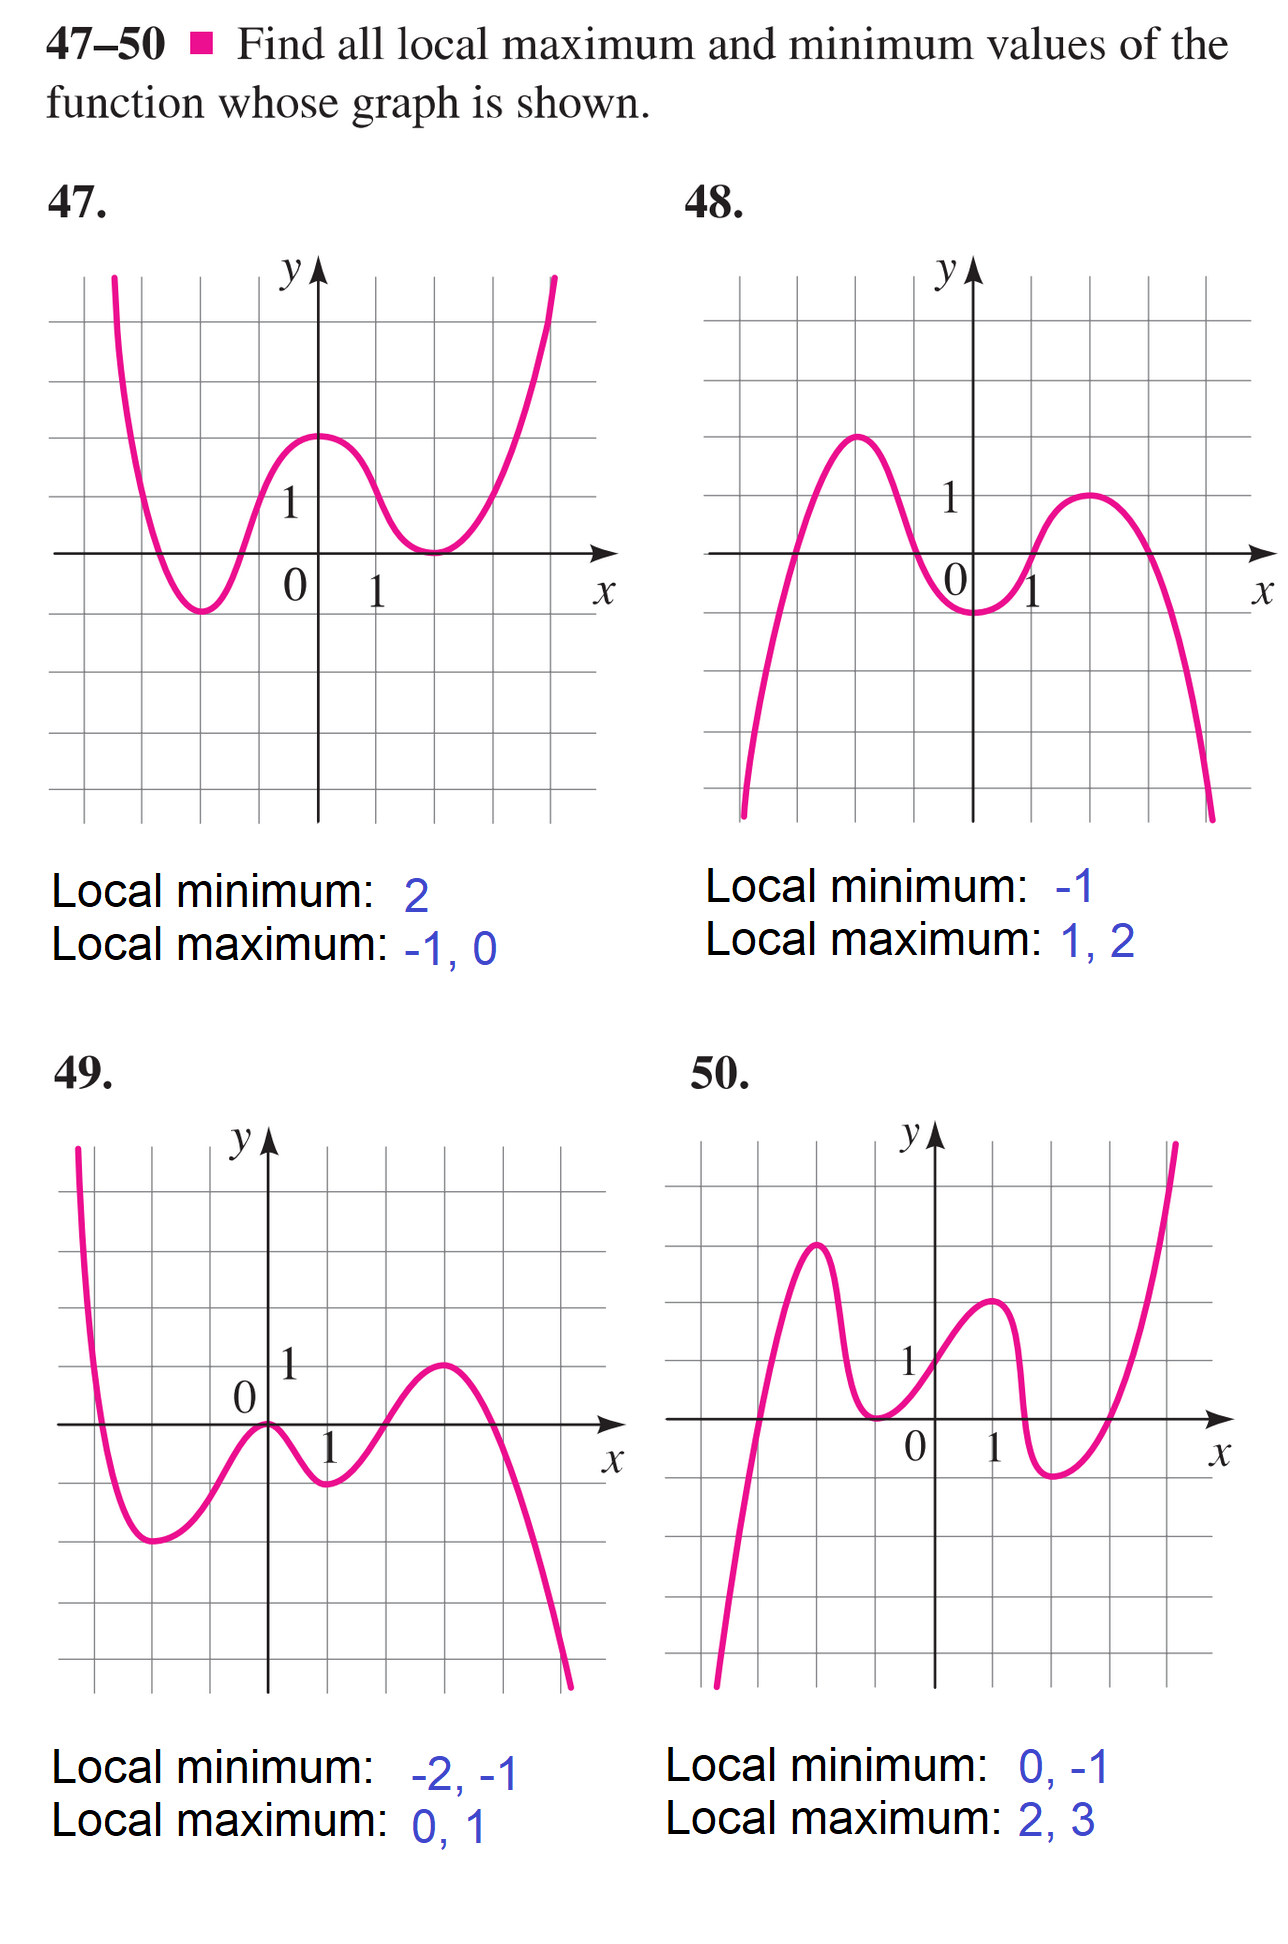 47–50 ■ Find all local maximum and minimum values of the
function whose graph is shown.
47.
48.
y
1
0
1
x
y
1
0
1
x
Local minimum: 2
Local maximum: -1, 0
Local minimum: -1
Local maximum: 1, 2
49.
50.
y
1
0
1
x
y
1
0
1
x
Local minimum: -2, -1
Local maximum: 0, 1
Local minimum: 0, -1
Local maximum: 2, 3